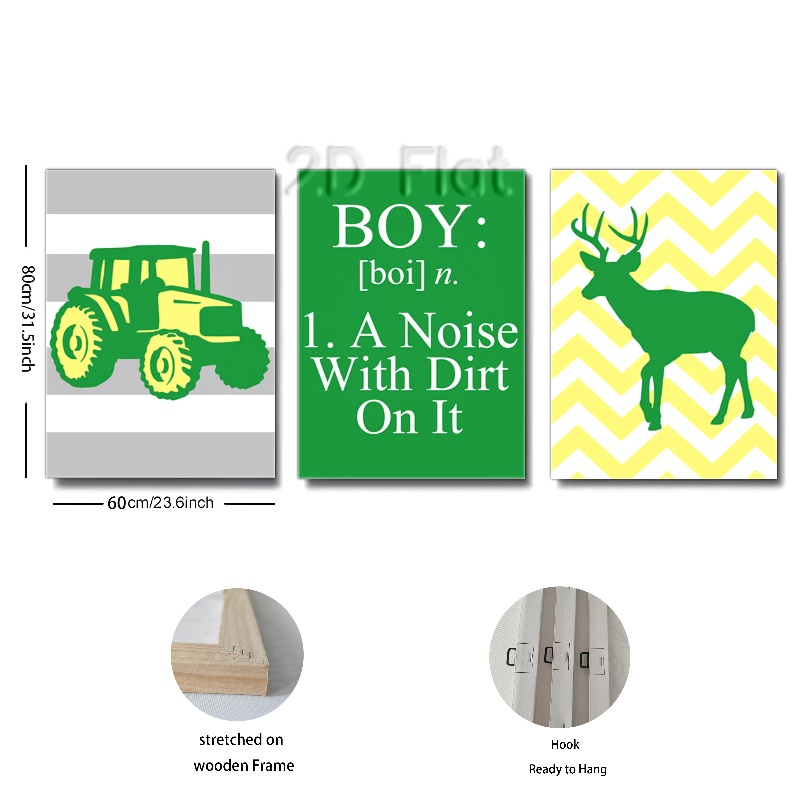 2D Flat
BOY:
[boi] n.
1. A Noise
With Dirt
On It
80cm/31.5inch
60cm/23.6inch
stretched on
wooden Frame
Hook
Ready to Hang